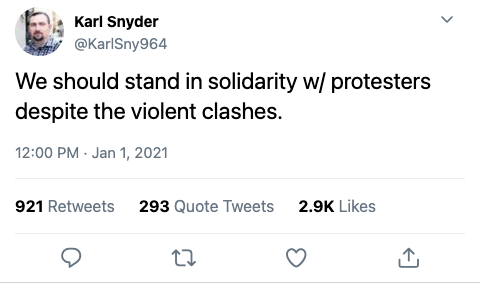 Karl Snyder
@KarlSny964
We should stand in solidarity w/ protesters
despite the violent clashes.
12:00 PM · Jan 1, 2021
921 Retweets 293 Quote Tweets 2.9K Likes